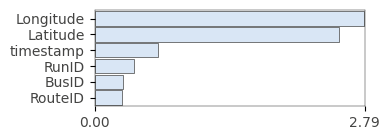 Longitude
Latitude
timestamp
RunID
BusID
RouteID
0.00 2.79